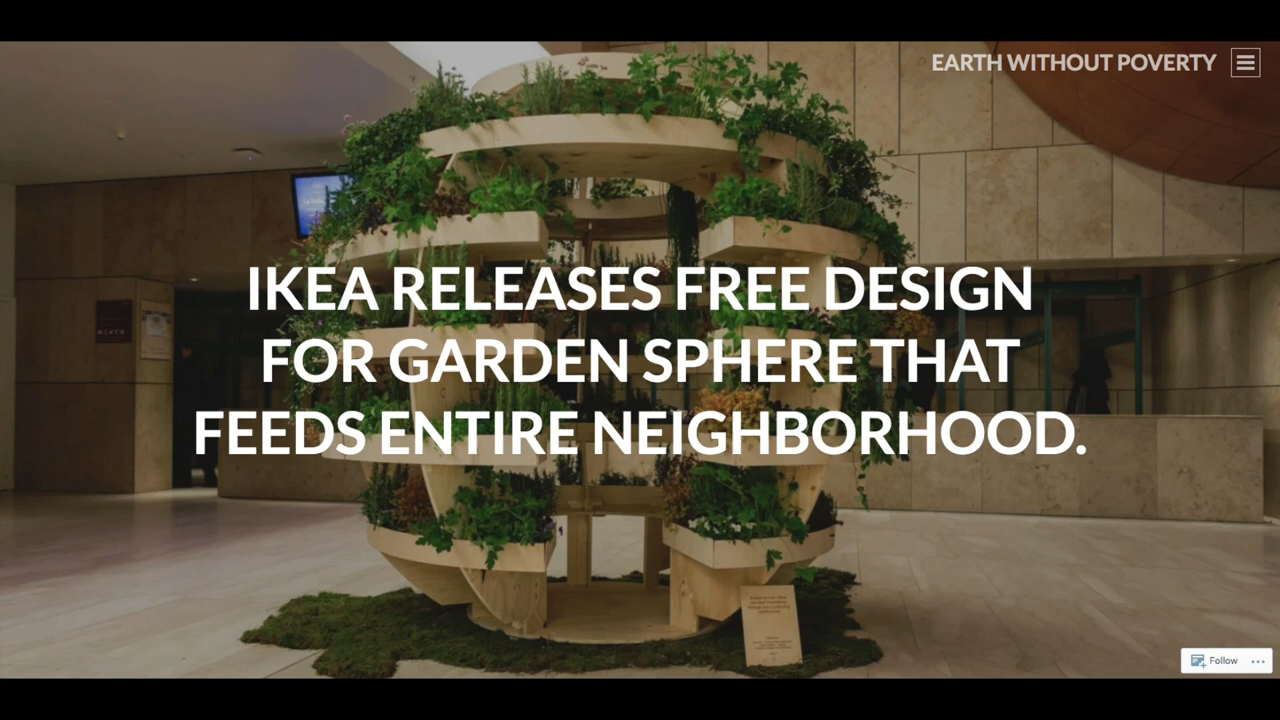 EARTH WITHOUT POVERTY
IKEA RELEASES FREE DESIGN
FOR GARDEN SPHERE THAT
FEEDS ENTIRE NEIGHBORHOOD.
Follow